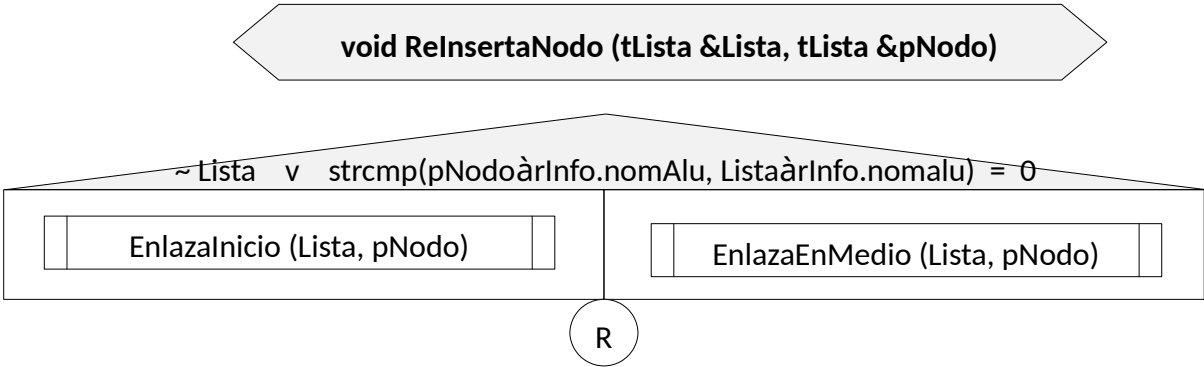 void ReInsertaNodo (tLista &Lista, tLista &pNodo)
~ Lista v strcmp(pNodoàrInfo.nomAlu, ListaàrInfo.nomalu) = 0
EnlazaInicio (Lista, pNodo)
EnlazaEnMedio (Lista, pNodo)
R